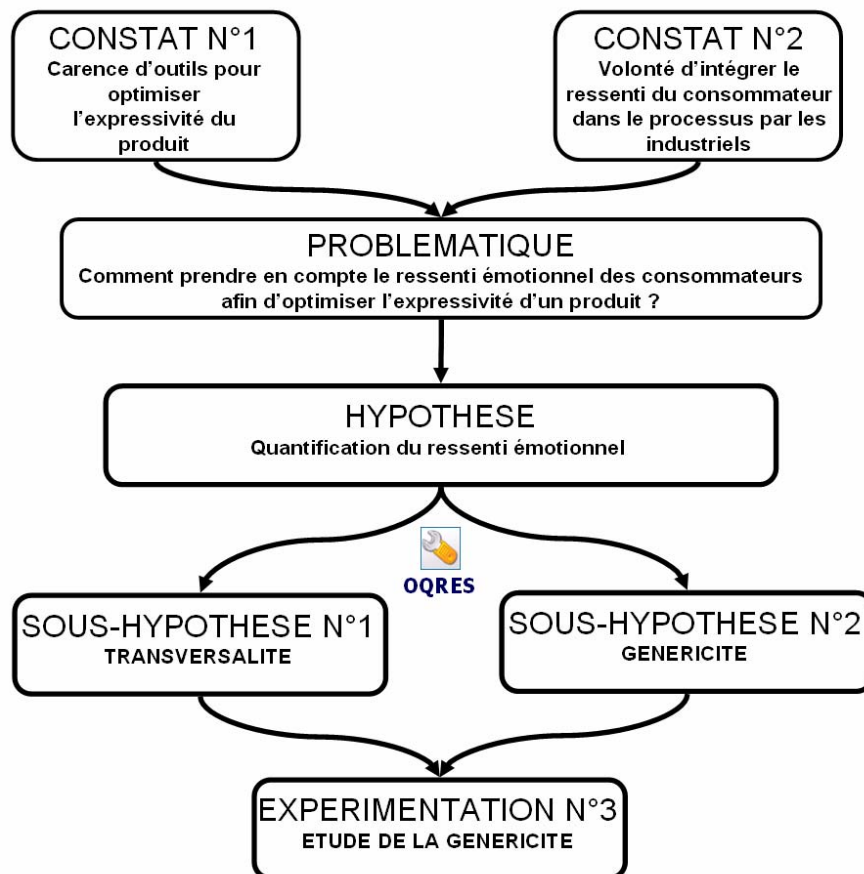 CONSTAT N°1
Carence d'outils pour
optimiser
l'expressivité du
produit
CONSTAT N°2
Volonté d'intégrer le
ressenti du consommateur
dans le processus par les
industriels
PROBLEMATIQUE
Comment prendre en compte le ressenti émotionnel des consommateurs
afin d'optimiser l'expressivité d'un produit ?
HYPOTHESE
Quantification du ressenti émotionnel
OQRES
SOUS-HYPOTHESE N°1
TRANSVERSALITE
SOUS-HYPOTHESE N°2
GENERICITE
EXPERIMENTATION N°3
ETUDE DE LA GENERICITE